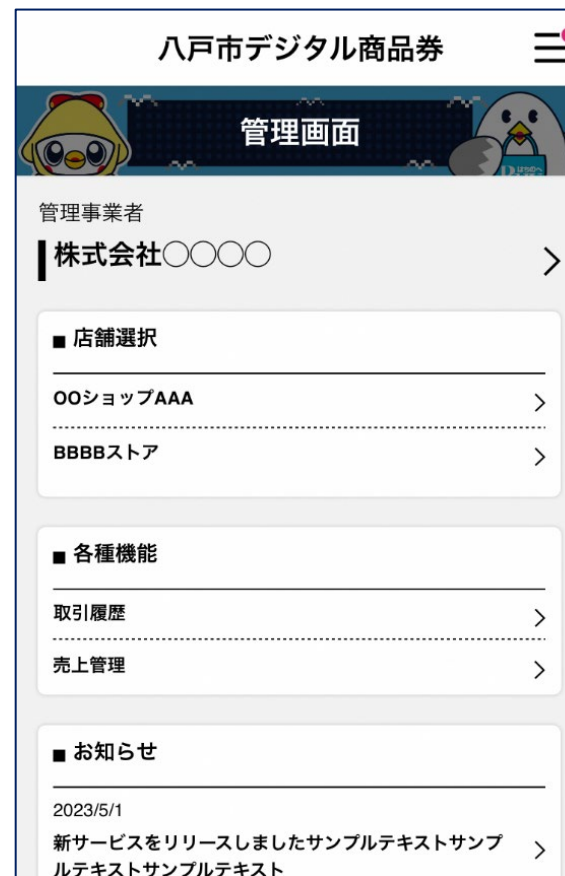 八戸市デジタル商品券
管理画面
管理事業者
株式会社〇〇〇〇
■ 店舗選択
OOショップAAA
BBBBストア
■ 各種機能
取引履歴
売上管理
■ お知らせ
2023/5/1
新サービスをリリースしましたサンプルテキストサンプ
ルテキストサンプルテキスト